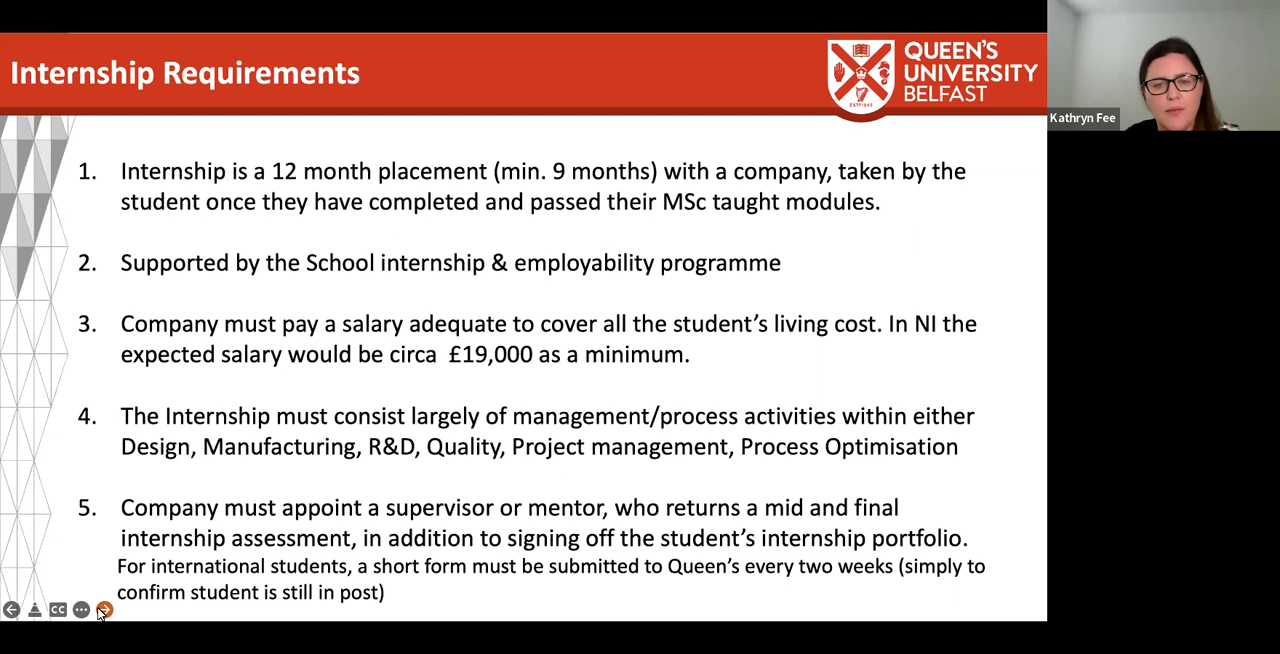 Internship Requirements
QUEEN'S
UNIVERSITY
BELFAST
ESTD1845
Kathryn Fee
1. Internship is a 12 month placement (min. 9 months) with a company, taken by the
student once they have completed and passed their MSc taught modules.
2. Supported by the School internship & employability programme
3. Company must pay a salary adequate to cover all the student's living cost. In NI the
expected salary would be circa £19,000 as a minimum.
4. The Internship must consist largely of management/process activities within either
Design, Manufacturing, R&D, Quality, Project management, Process Optimisation
5. Company must appoint a supervisor or mentor, who returns a mid and final
internship assessment, in addition to signing off the student's internship portfolio.
For international students, a short form must be submitted to Queen's every two weeks (simply to
confirm student is still in post)
CC